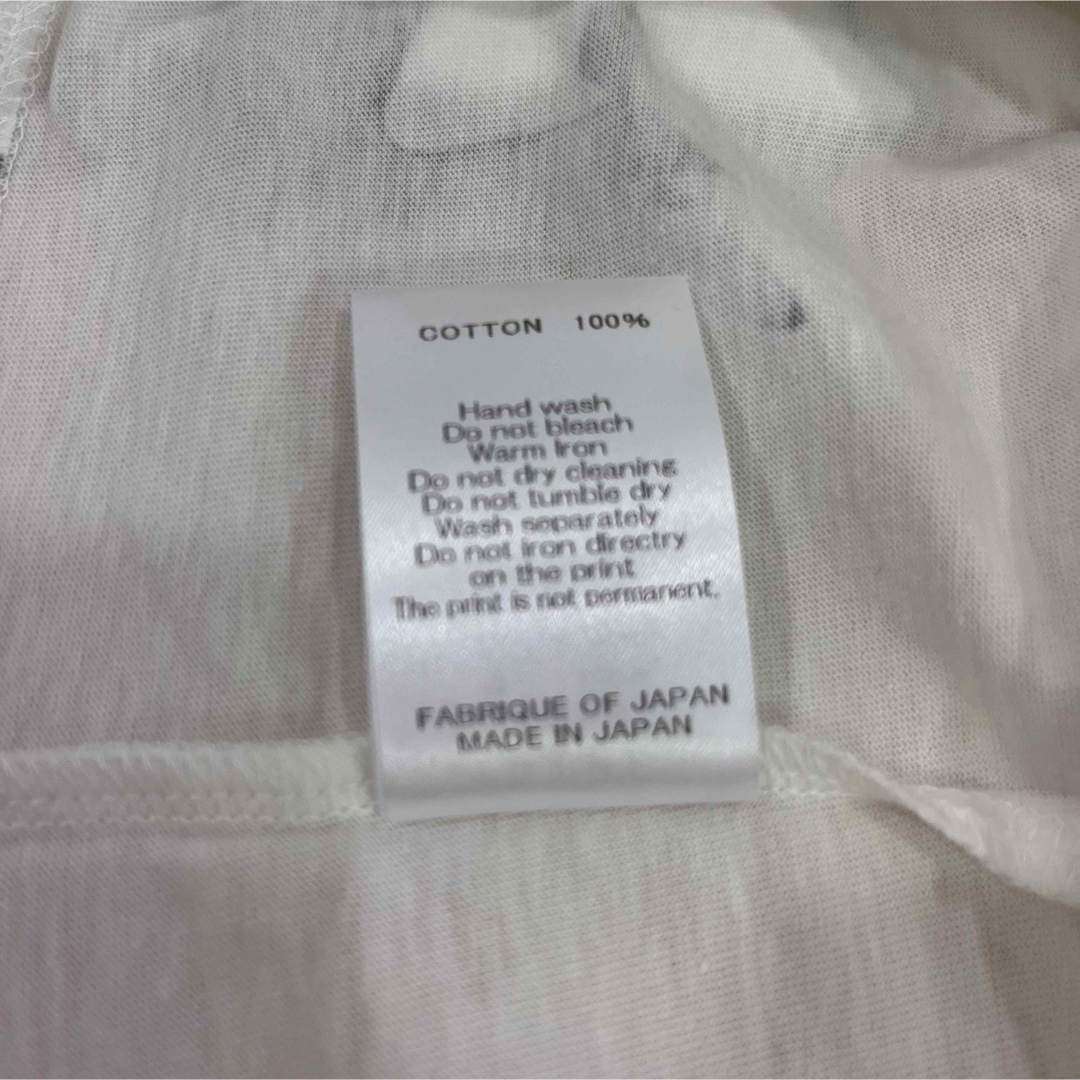 COTTON 100%
Hand wash
Do not bleach
Warm Iron
Do not dry cleaning
Do not tumble dry
Wash separately
Do not iron directry
on the print
The print is not permanent.
FABRIQUE OF JAPAN
MADE IN JAPAN